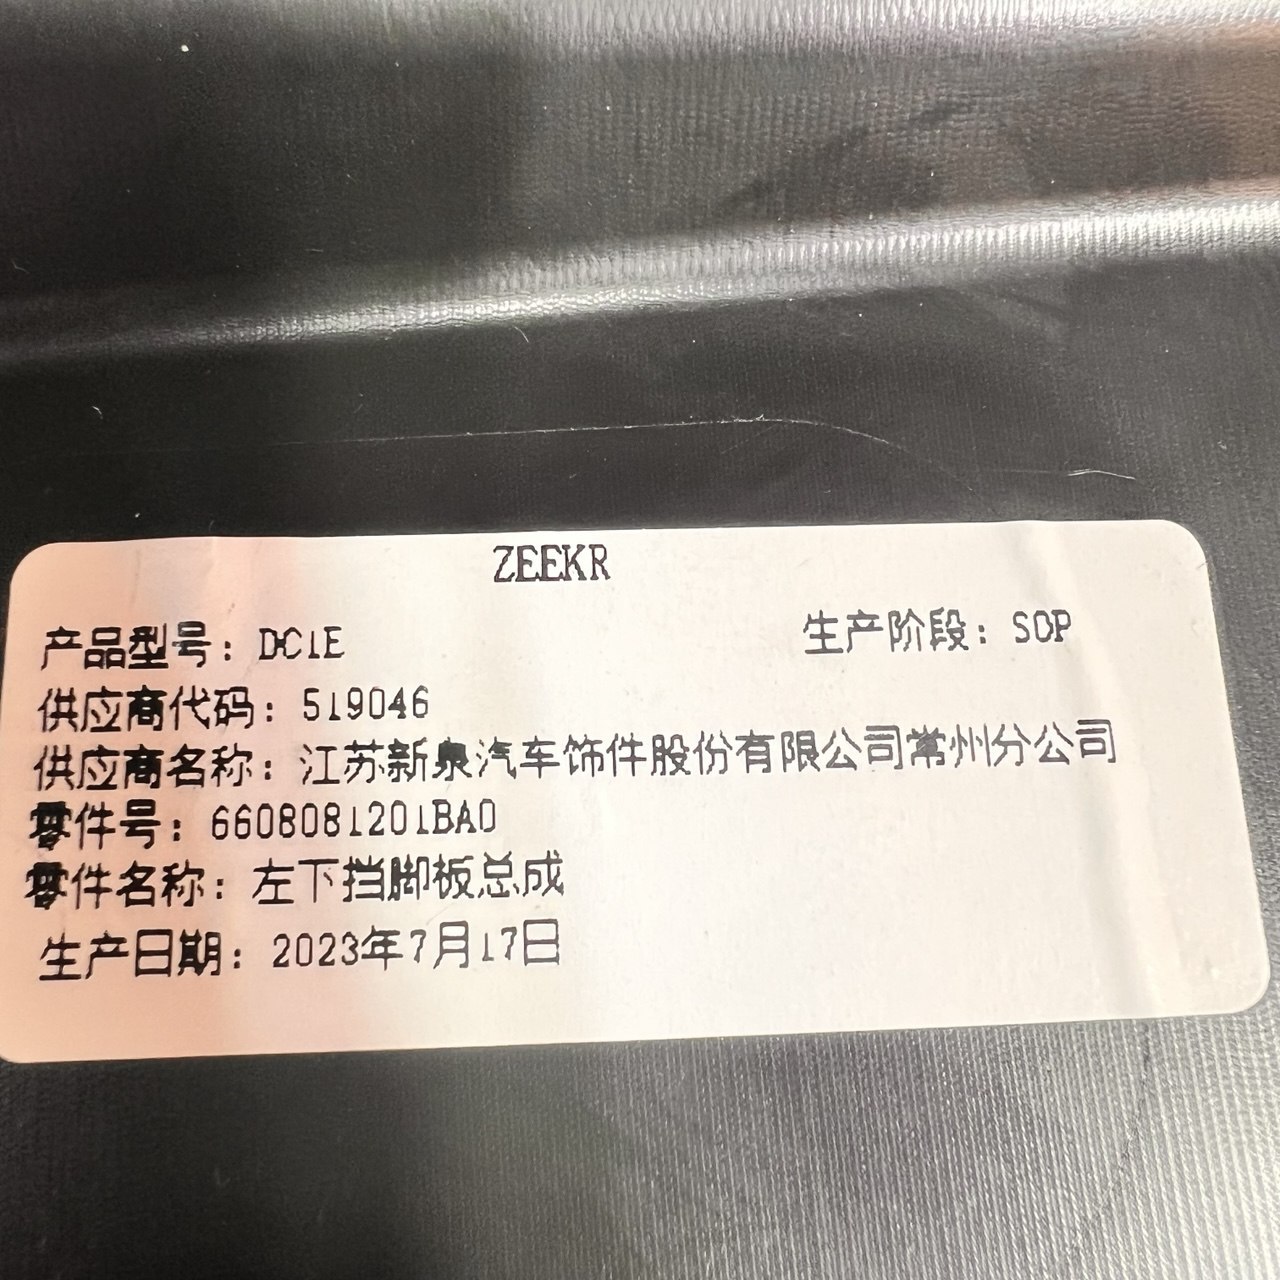 ZEEKR
产品型号：DC1E 生产阶段：SOP
供应商代码：519046
供应商名称：江苏新泉汽车饰件股份有限公司常州分公司
零件号：6608081201BA0
零件名称：左下挡脚板总成
生产日期：2023年7月17日